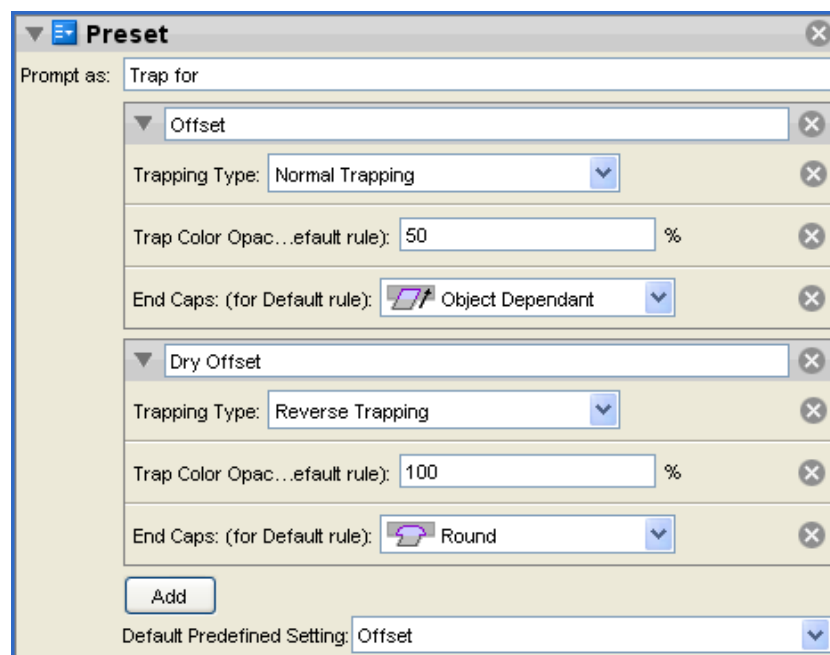 Preset
Prompt as: Trap for
Offset
Trapping Type: Normal Trapping
Trap Color Opac...efault rule): 50 %
End Caps: (for Default rule): Object Dependant
Dry Offset
Trapping Type: Reverse Trapping
Trap Color Opac...efault rule): 100 %
End Caps: (for Default rule): Round
Add
Default Predefined Setting: Offset